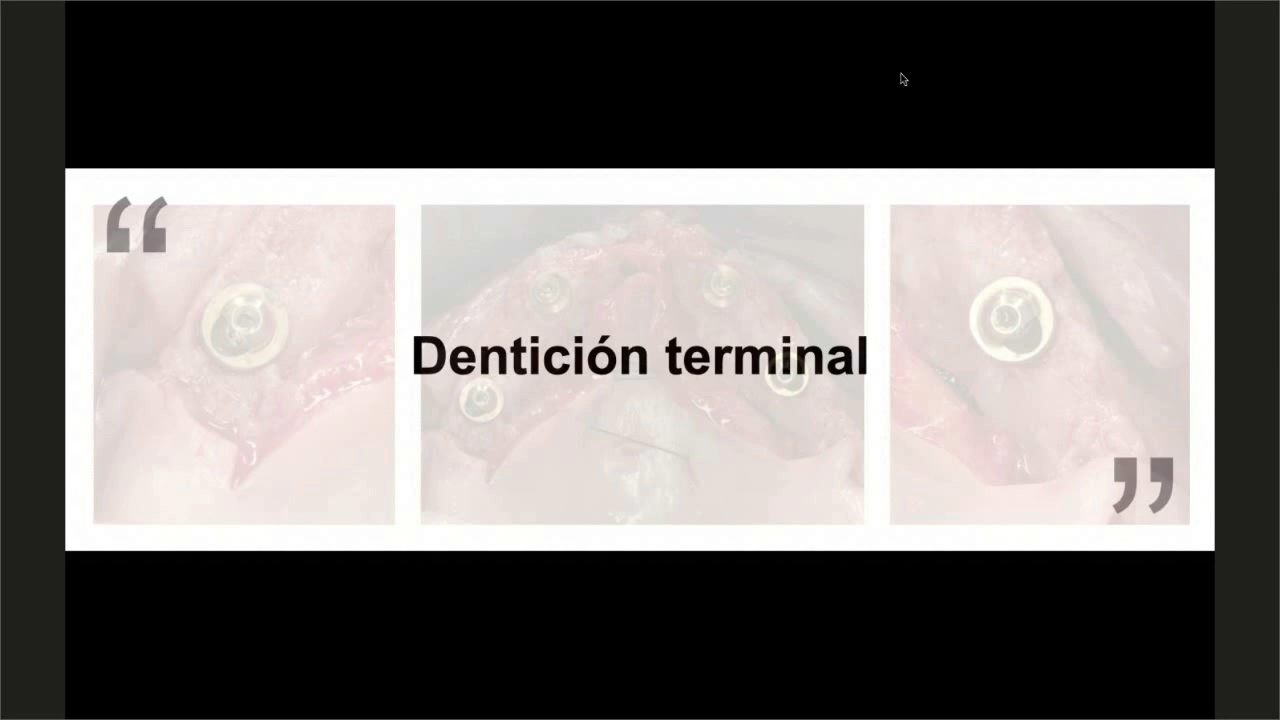 “
Dentición terminal
”